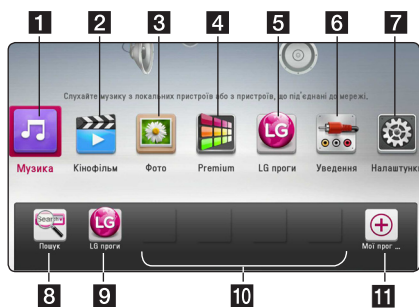 1 2 3 4 5 6 7
Слухайте музику з локальних пристроїв або з пристроїв, що під'єднані до мережі,
LG
Музика Кінофільм Фото Premium LG проги Уведення Налаштунк
Search LG
Пошук LG проги Мої прог ...
8 9 10 11